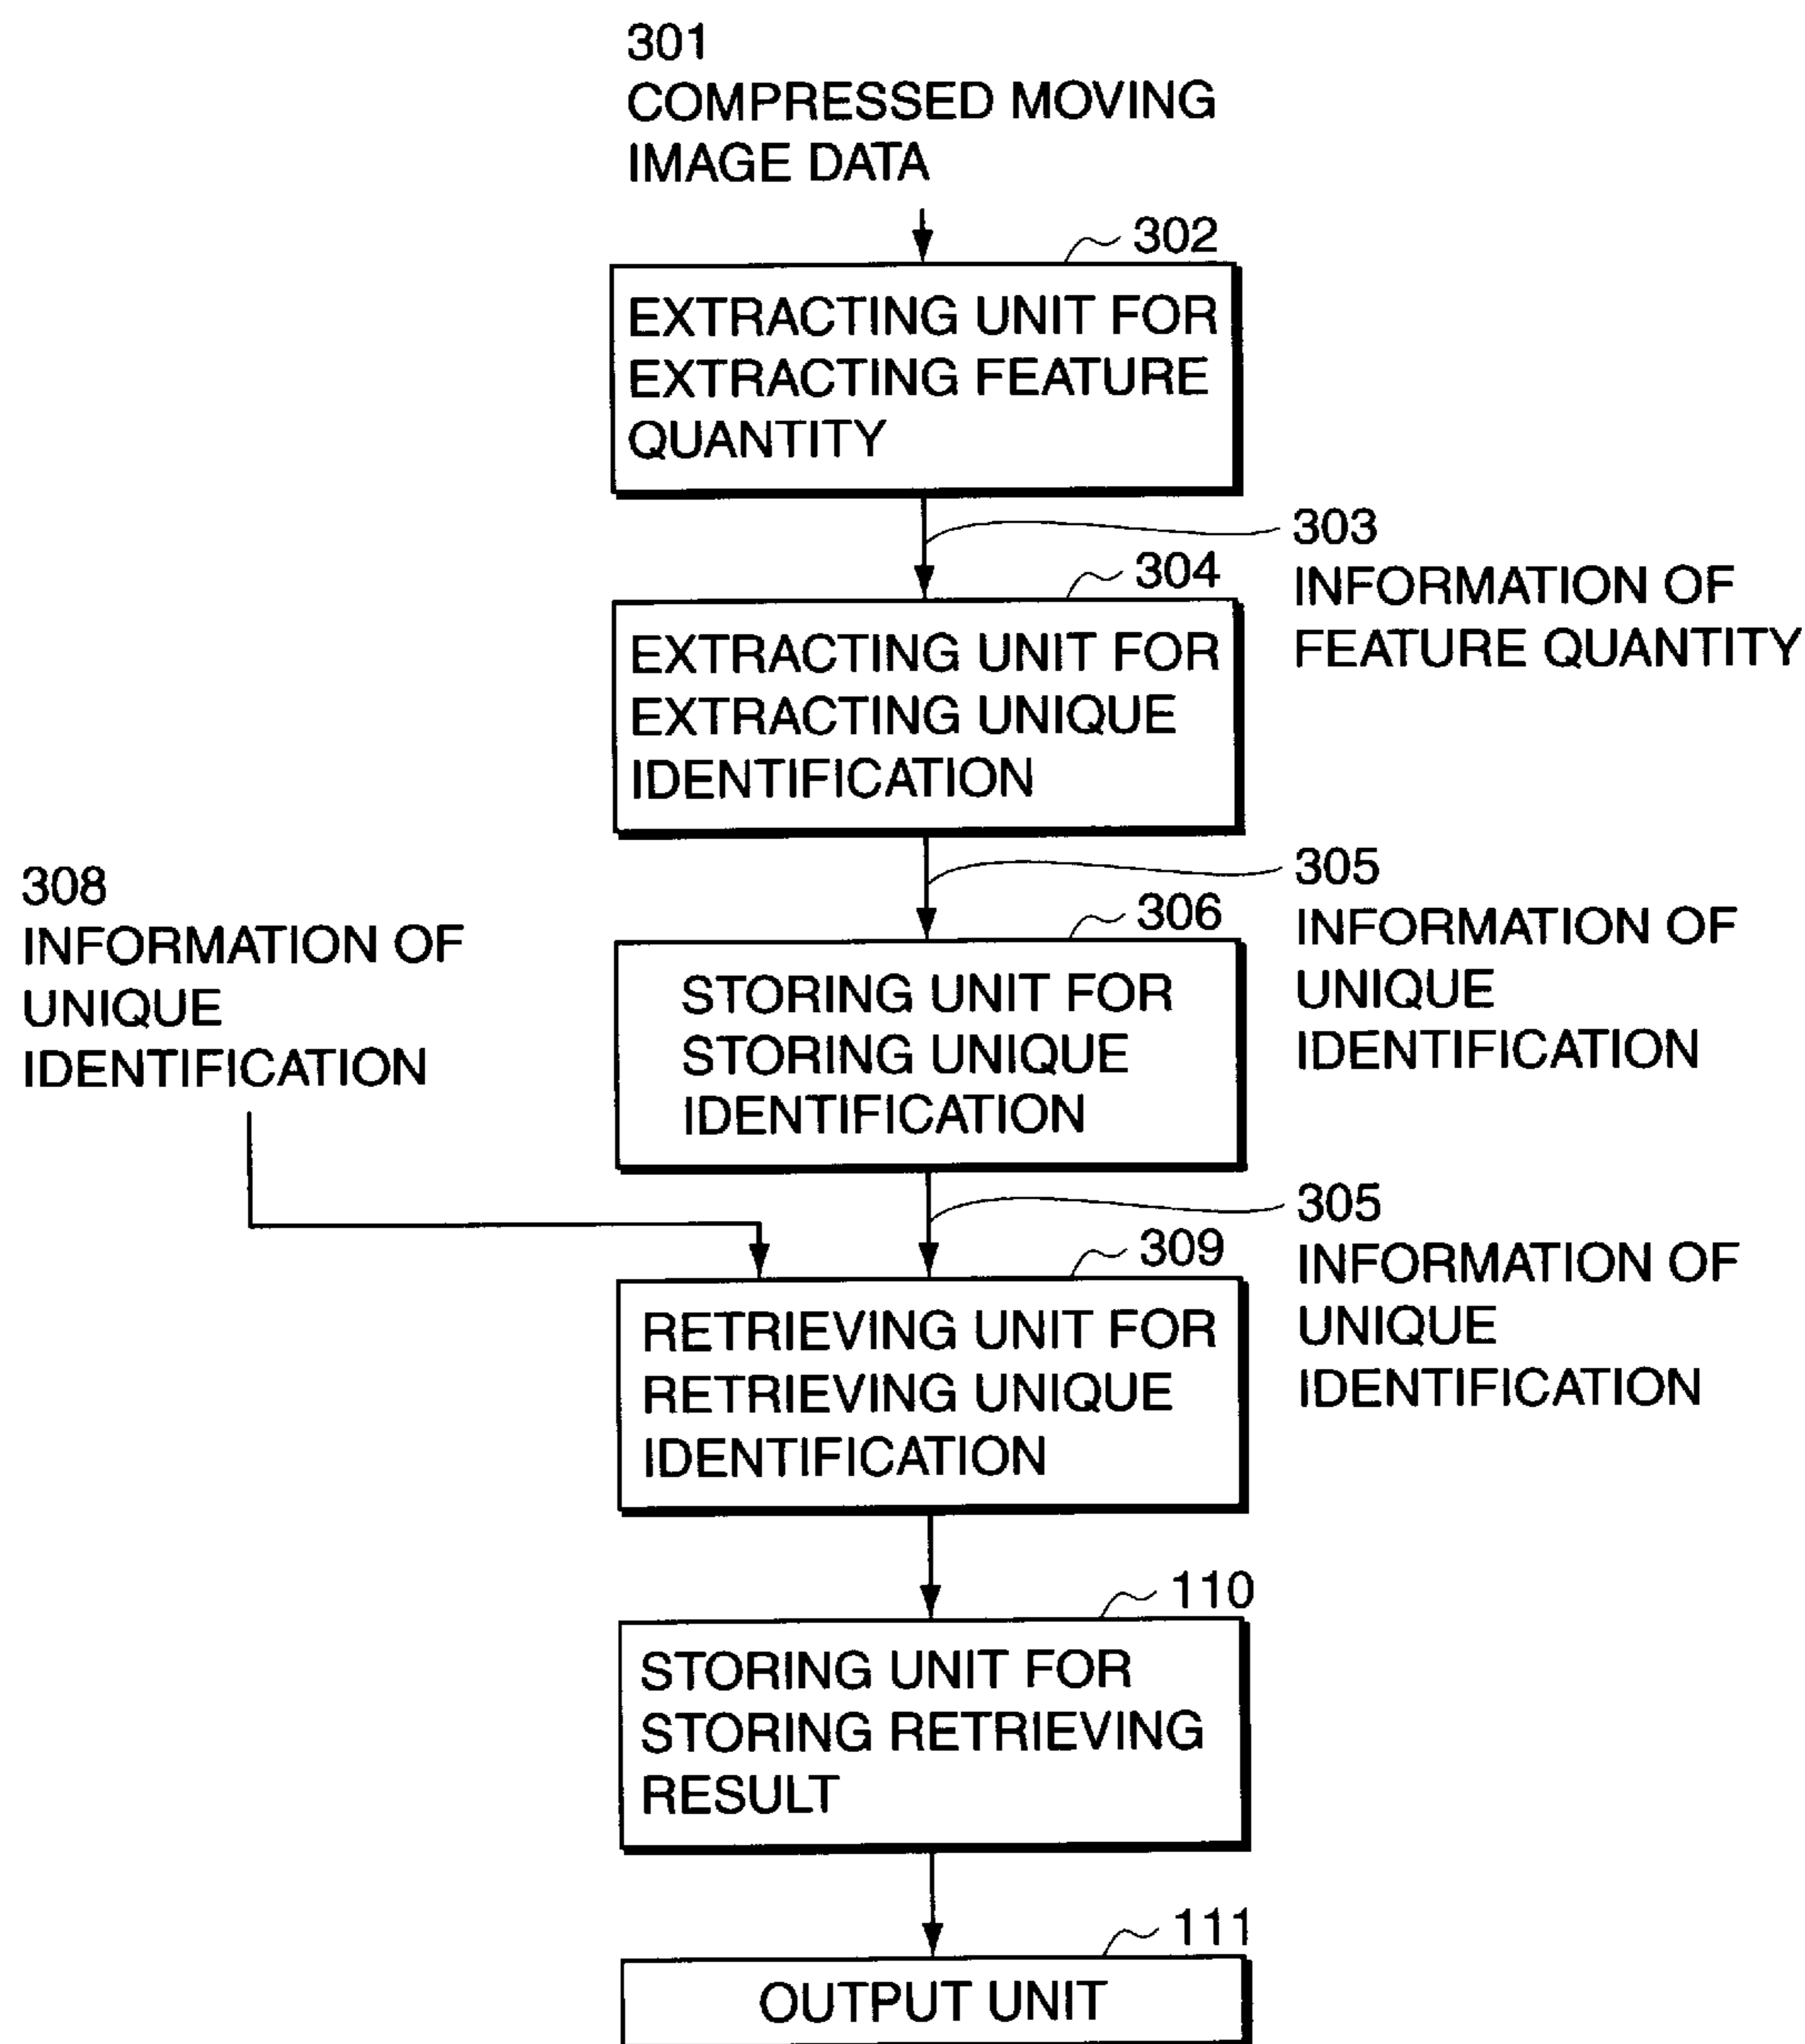 301
COMPRESSED MOVING
IMAGE DATA
302
EXTRACTING UNIT FOR
EXTRACTING FEATURE
QUANTITY
303
INFORMATION OF
FEATURE QUANTITY
304
EXTRACTING UNIT FOR
EXTRACTING UNIQUE
IDENTIFICATION
305
INFORMATION OF
UNIQUE
IDENTIFICATION
308
INFORMATION OF
UNIQUE
IDENTIFICATION
306
STORING UNIT FOR
STORING UNIQUE
IDENTIFICATION
305
INFORMATION OF
UNIQUE
IDENTIFICATION
309
RETRIEVING UNIT FOR
RETRIEVING UNIQUE
IDENTIFICATION
110
STORING UNIT FOR
STORING RETRIEVING
RESULT
111
OUTPUT UNIT